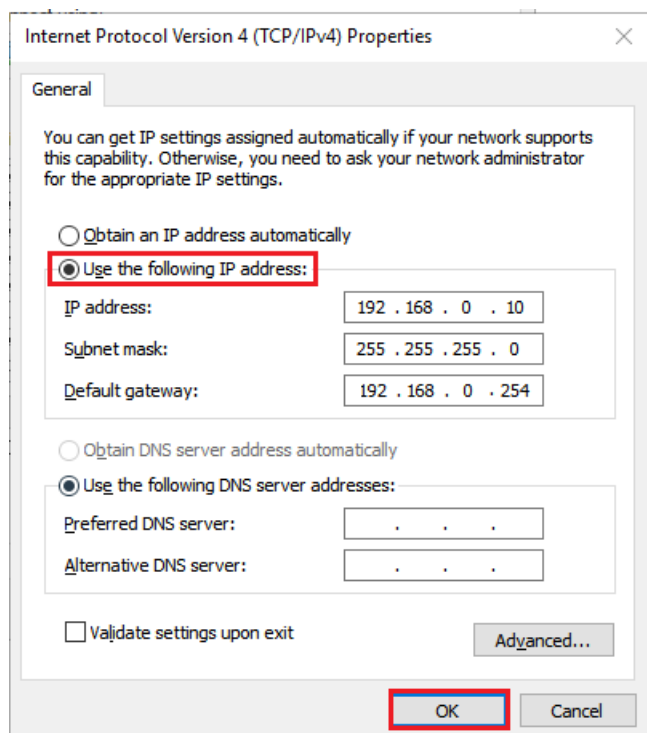 Internet Protocol Version 4 (TCP/IPv4) Properties
General
You can get IP settings assigned automatically if your network supports
this capability. Otherwise, you need to ask your network administrator
for the appropriate IP settings.
Obtain an IP address automatically
Use the following IP address:
IP address: 192 . 168 . 0 . 10
Subnet mask: 255 . 255 . 255 . 0
Default gateway: 192 . 168 . 0 . 254
Obtain DNS server address automatically
Use the following DNS server addresses:
Preferred DNS server: . . .
Alternative DNS server: . . .
Validate settings upon exit
Advanced...
OK Cancel